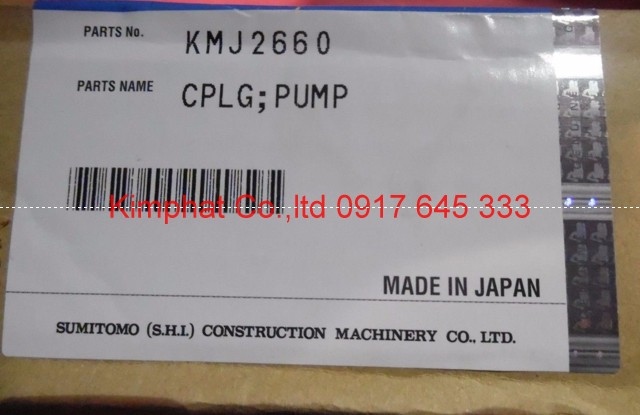 PARTS No. KMJ2660
PARTS NAME CPLG;PUMP
Kimphat Co.,ltd 0917 645 333
MADE IN JAPAN
SUMITOMO (S.H.I.) CONSTRUCTION MACHINERY CO., LTD.